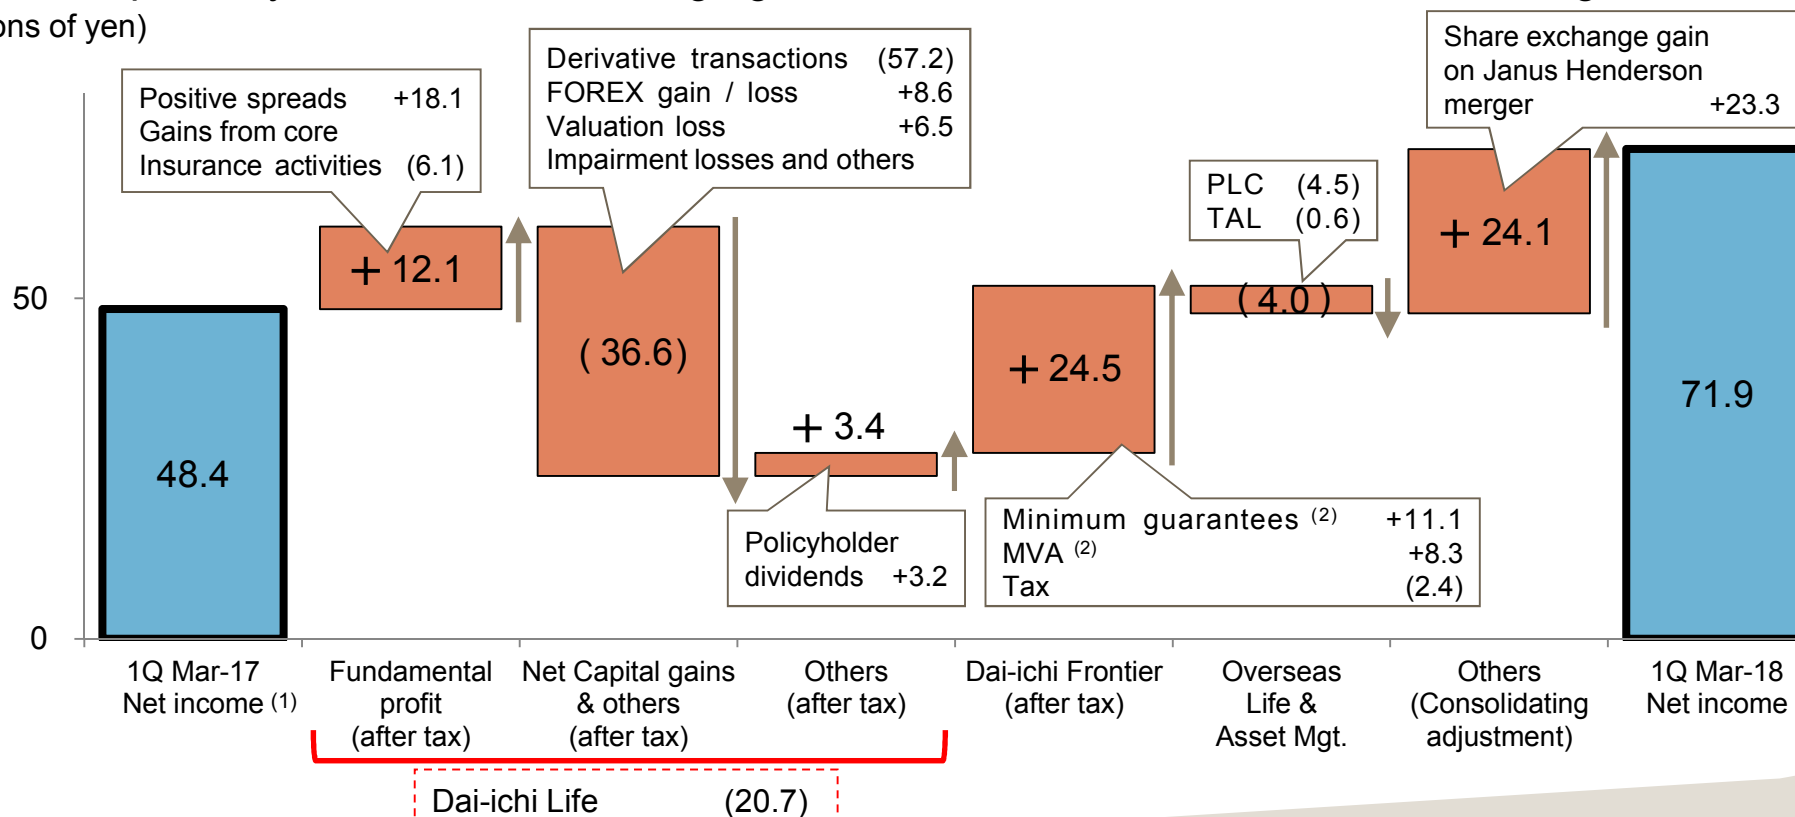 ons of yen)
Positive spreads +18.1
Gains from core
Insurance activities (6.1)
Derivative transactions (57.2)
FOREX gain / loss +8.6
Valuation loss +6.5
Impairment losses and others
Share exchange gain
on Janus Henderson
merger +23.3
PLC (4.5)
TAL (0.6)
50
0
48.4
+ 12.1
( 36.6)
+ 3.4
+ 24.5
( 4.0 )
+ 24.1
71.9
Policyholder
dividends +3.2
Minimum guarantees (2) +11.1
MVA (2) +8.3
Tax (2.4)
1Q Mar-17
Net income (1)
Fundamental
profit
(after tax)
Net Capital gains
& others
(after tax)
Others
(after tax)
Dai-ichi Frontier
(after tax)
Overseas
Life &
Asset Mgt.
Others
(Consolidating
adjustment)
1Q Mar-18
Net income
Dai-ichi Life (20.7)